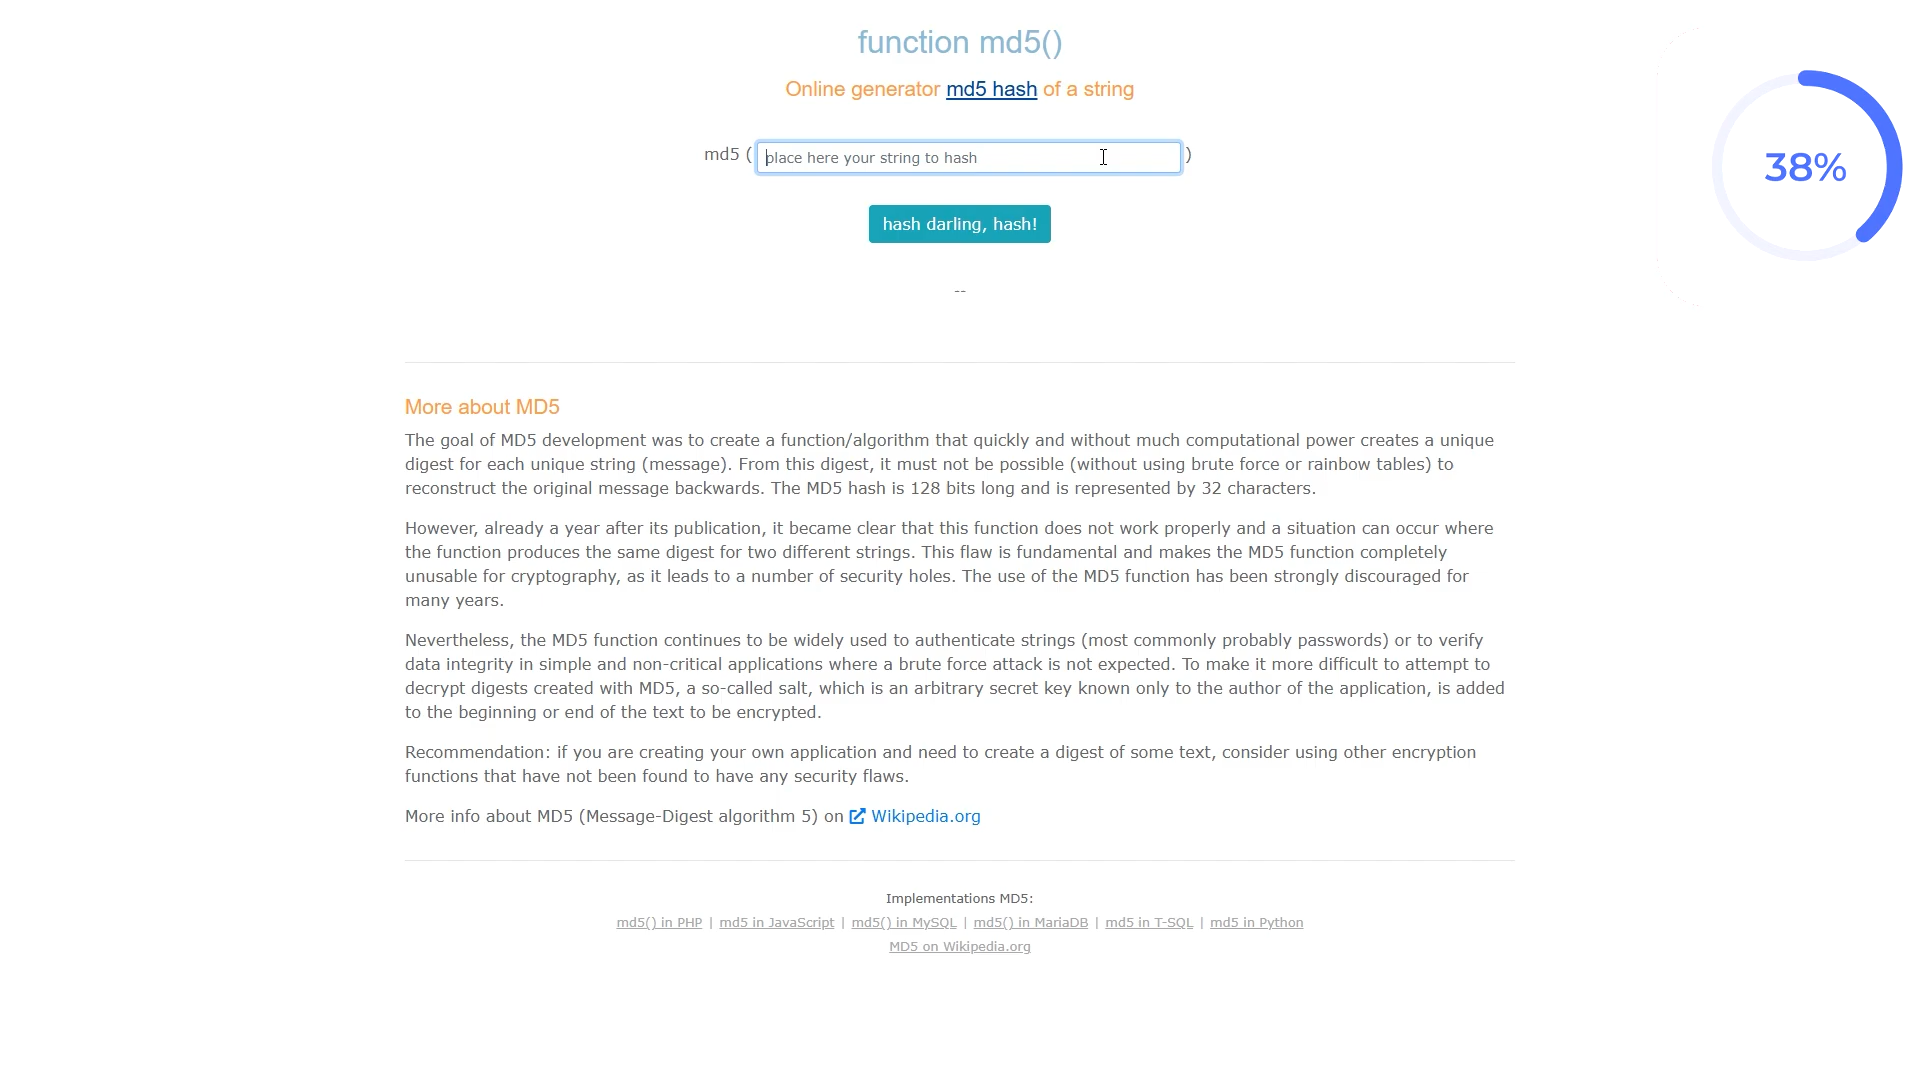 function md5()
Online generator md5 hash of a string
md5 ( place here your string to hash )
38%
hash darling, hash!
--
More about MD5
The goal of MD5 development was to create a function/algorithm that quickly and without much computational power creates a unique
digest for each unique string (message). From this digest, it must not be possible (without using brute force or rainbow tables) to
reconstruct the original message backwards. The MD5 hash is 128 bits long and is represented by 32 characters.
However, already a year after its publication, it became clear that this function does not work properly and a situation can occur where
the function produces the same digest for two different strings. This flaw is fundamental and makes the MD5 function completely
unusable for cryptography, as it leads to a number of security holes. The use of the MD5 function has been strongly discouraged for
many years.
Nevertheless, the MD5 function continues to be widely used to authenticate strings (most commonly probably passwords) or to verify
data integrity in simple and non-critical applications where a brute force attack is not expected. To make it more difficult to attempt to
decrypt digests created with MD5, a so-called salt, which is an arbitrary secret key known only to the author of the application, is added
to the beginning or end of the text to be encrypted.
Recommendation: if you are creating your own application and need to create a digest of some text, consider using other encryption
functions that have not been found to have any security flaws.
More info about MD5 (Message-Digest algorithm 5) on Wikipedia.org
Implementations MD5:
md5() in PHP | md5 in JavaScript | md5() in MySQL | md5() in MariaDB | md5 in T-SQL | md5 in Python
MD5 on Wikipedia.org